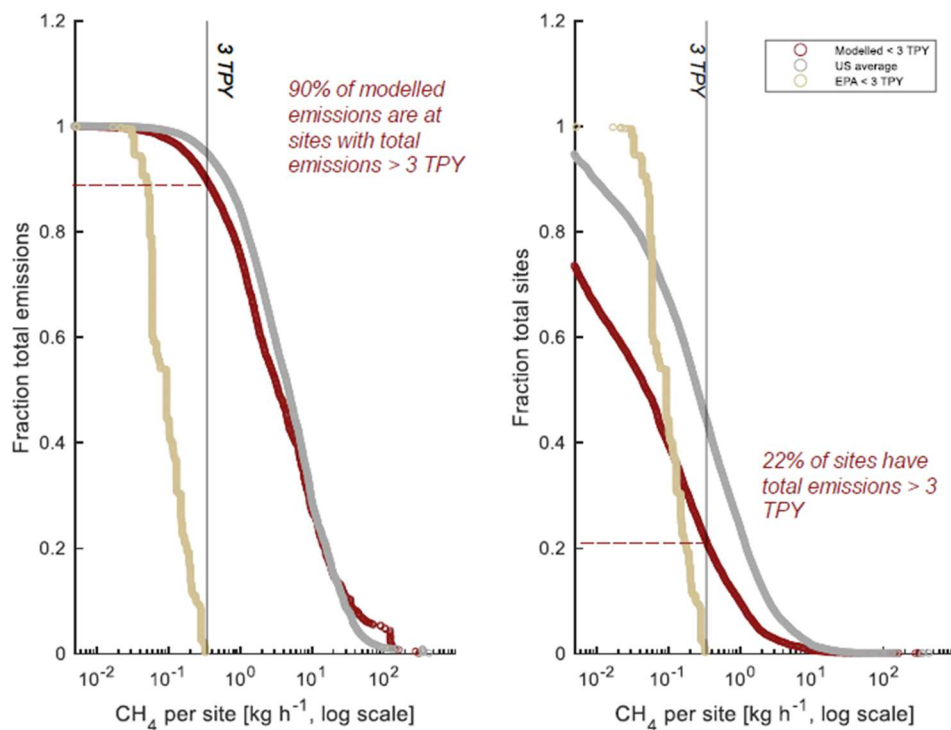 1.2
1
0.8
0.6
0.4
0.2
0
Fraction total emissions
3 TPY
90% of modelled
emissions are at
sites with total
emissions > 3 TPY
10-2
10-1
100
101
102
CH4 per site [kg h-1, log scale]
1.2
1
0.8
0.6
0.4
0.2
0
Fraction total sites
3 TPY
Modelled < 3 TPY
US average
EPA < 3 TPY
22% of sites have
total emissions > 3
TPY
10-2
10-1
100
101
102
CH4 per site [kg h-1, log scale]